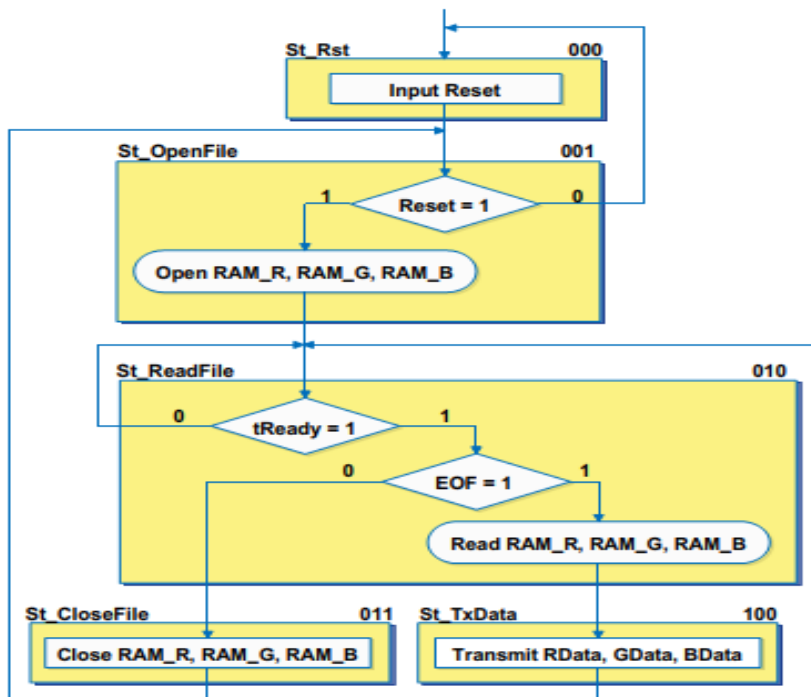 St_Rst 000
Input Reset
St_OpenFile 001
1 Reset = 1 0
Open RAM_R, RAM_G, RAM_B
St_ReadFile 010
0 tReady = 1 1
0 EOF = 1 1
Read RAM_R, RAM_G, RAM_B
St_CloseFile 011
Close RAM_R, RAM_G, RAM_B
St_TxData 100
Transmit RData, GData, BData